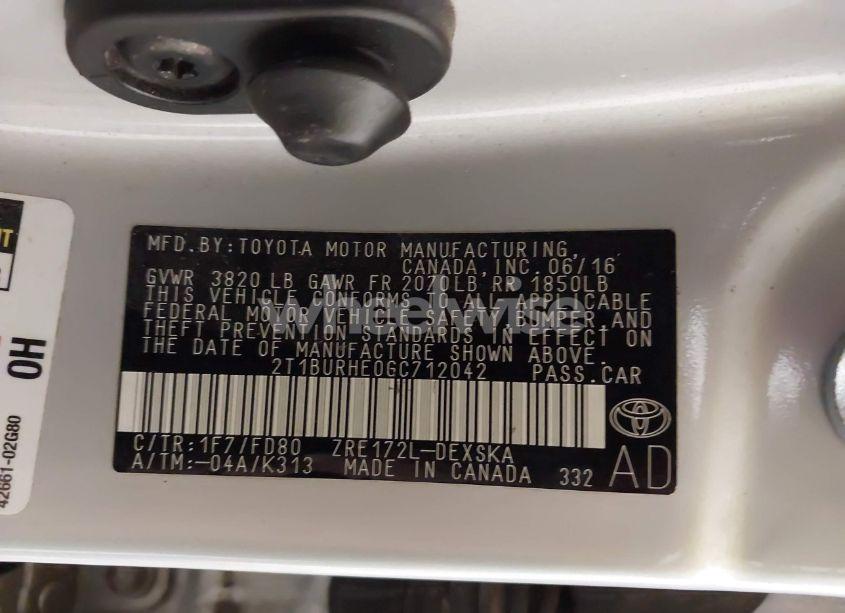 MFD.BY:TOYOTA MOTOR MANUFACTURING,
CANADA,INC. 06/16
GVWR 3820 LB GAWR FR 2070LB RR 1850LB
THIS VEHICLE CONFORMS TO ALL APPLICABLE
FEDERAL MOTOR VEHICLE SAFETY,BUMPER,AND
THEFT PREVENTION STANDARDS IN EFFECT ON
THE DATE OF MANUFACTURE SHOWN ABOVE.
2T1BURHE0GC712042 PASS.CAR
C/TR:1F7/FD80 ZRE172L-DEXSKA
A/TM:-04A/K313 MADE IN CANADA 332 AD
HO
42661-02G80